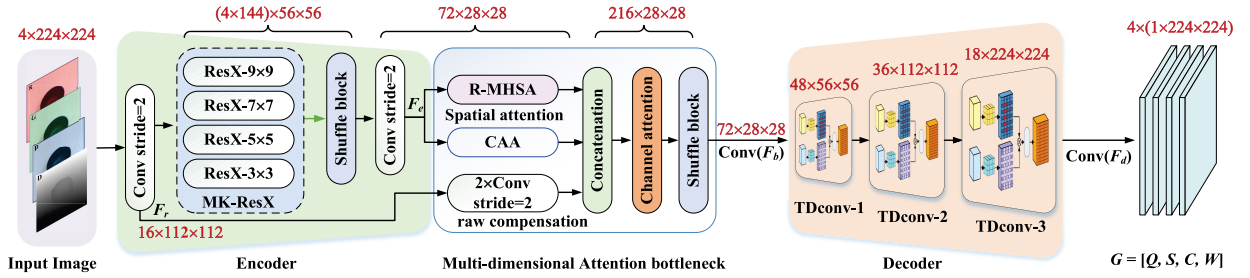 4×224×224
R
G
B
D
Input Image
Conv stride=2
F_r
16×112×112
(4×144)×56×56
ResX-9×9
ResX-7×7
ResX-5×5
ResX-3×3
MK-ResX
Shuffle block
Conv stride=2
Encoder
72×28×28
F_e
R-MHSA
Spatial attention
CAA
2×Conv
stride=2
raw compensation
216×28×28
Concatenation
Channel attention
Shuffle block
Multi-dimensional Attention bottleneck
72×28×28
Conv(F_b)
48×56×56
TDconv-1
36×112×112
TDconv-2
18×224×224
TDconv-3
Decoder
Conv(F_d)
4×(1×224×224)
G = [Q, S, C, W]